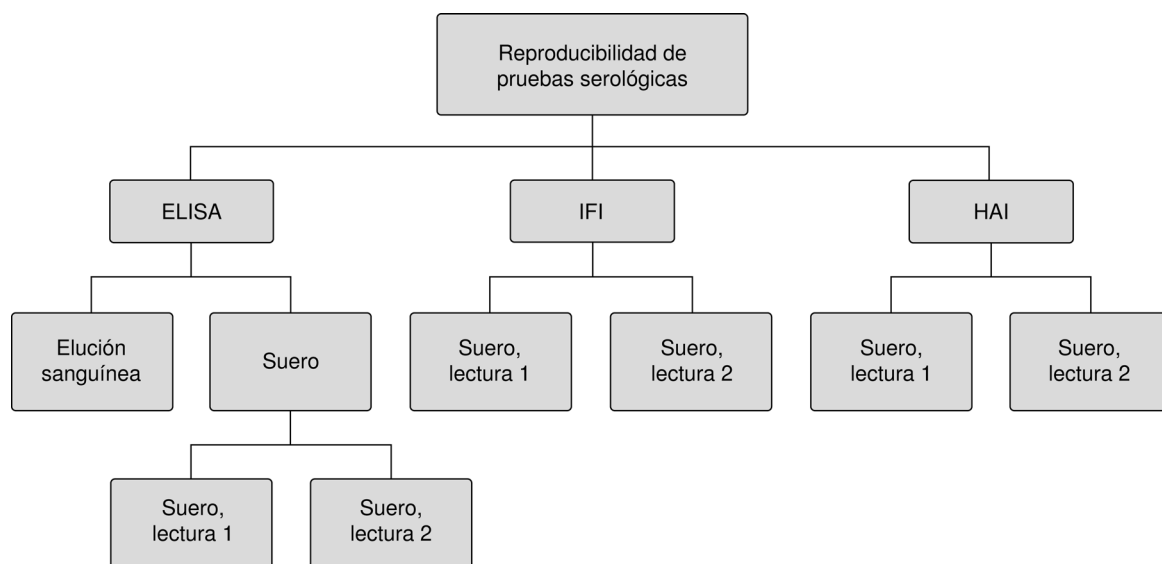 Reproducibilidad de
pruebas serológicas
ELISA
IFI
HAI
Elución
sanguínea
Suero
Suero,
lectura 1
Suero,
lectura 2
Suero,
lectura 1
Suero,
lectura 2
Suero,
lectura 1
Suero,
lectura 2